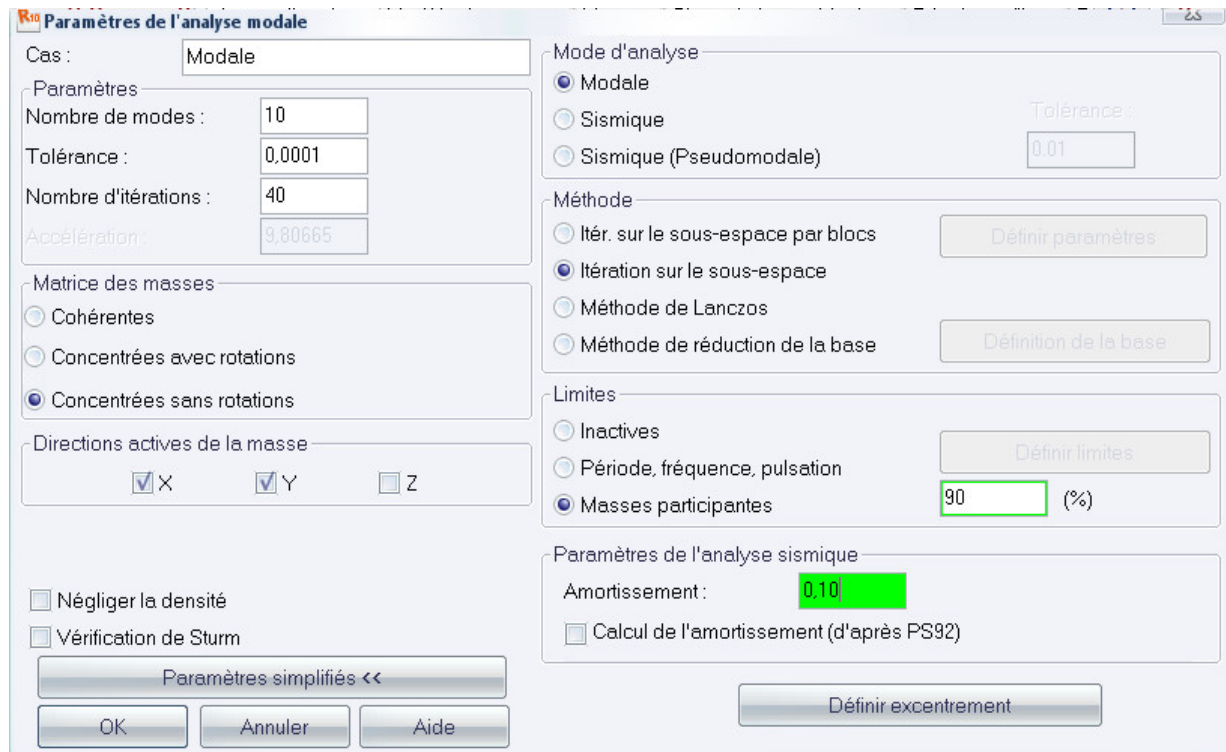 R10 Paramètres de l'analyse modale
Cas : Modale
Paramètres
Nombre de modes : 10
Tolérance : 0,0001
Nombre d'itérations : 40
Accélération : 9,80665
Matrice des masses
Cohérentes
Concentrées avec rotations
Concentrées sans rotations
Directions actives de la masse
X Y Z
Négliger la densité
Vérification de Sturm
Paramètres simplifiés <<
OK Annuler Aide
Mode d'analyse
Modale
Sismique
Sismique (Pseudomodale)
Tolérance :
0.01
Méthode
Itér. sur le sous-espace par blocs
Définir paramètres
Itération sur le sous-espace
Méthode de Lanczos
Méthode de réduction de la base
Définition de la base
Limites
Inactives
Définir limites
Période, fréquence, pulsation
Masses participantes 90 (%)
Paramètres de l'analyse sismique
Amortissement : 0,10
Calcul de l'amortissement (d'après PS92)
Définir excentrement